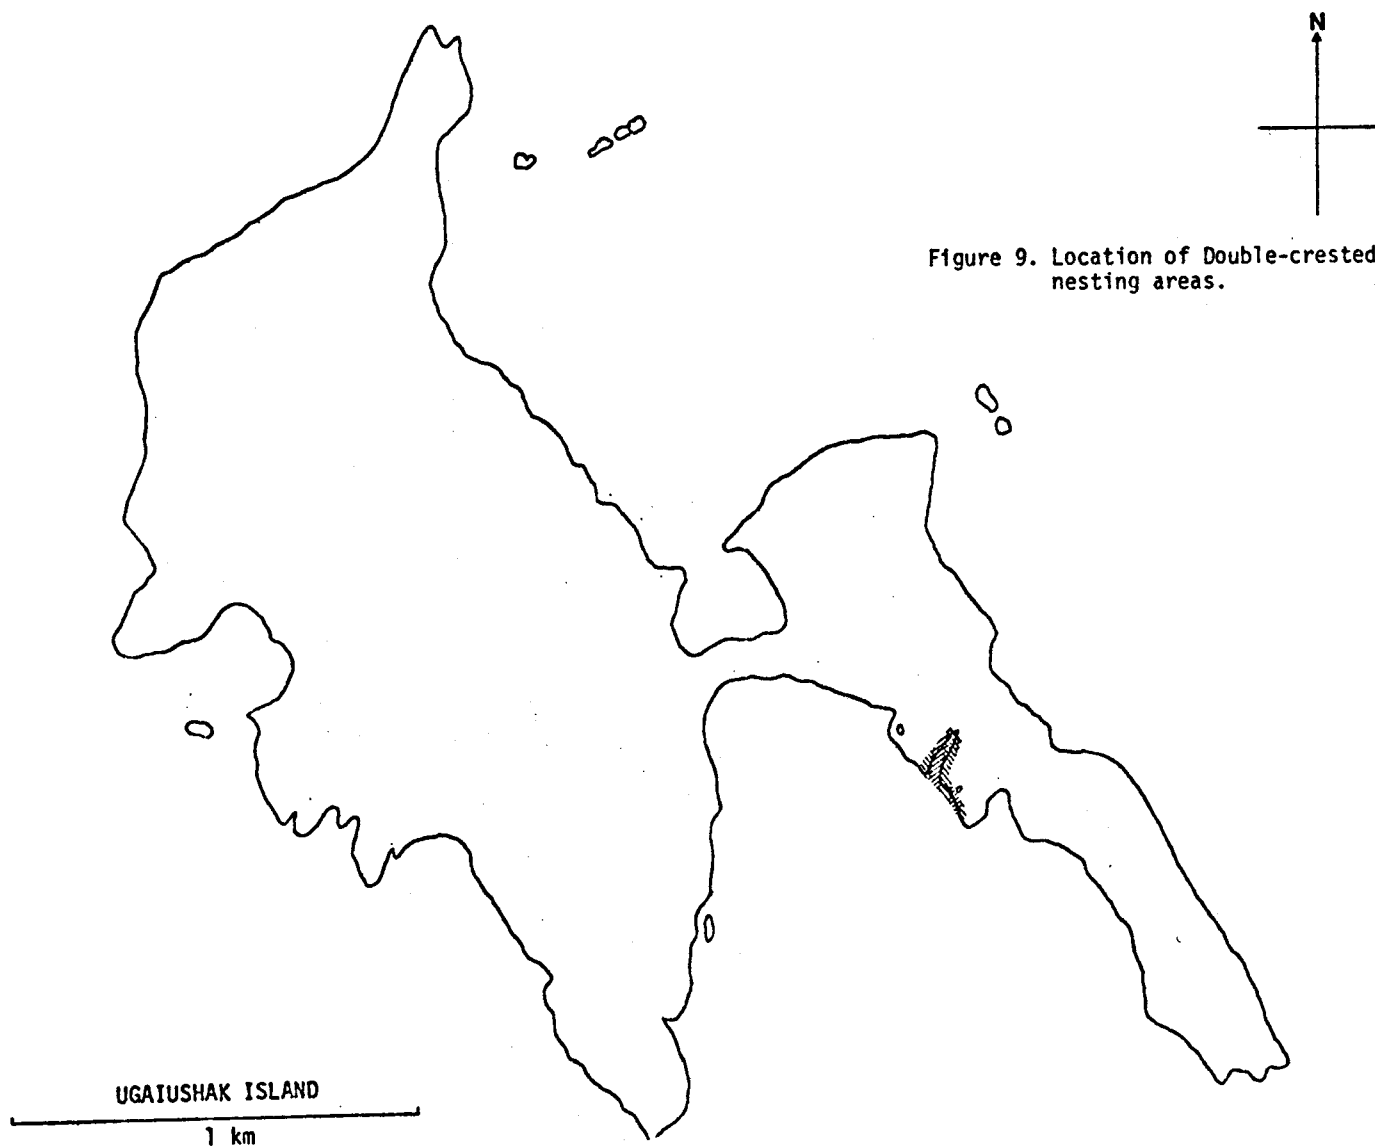 N
Figure 9. Location of Double-crested
nesting areas.
UGAIUSHAK ISLAND
1 km